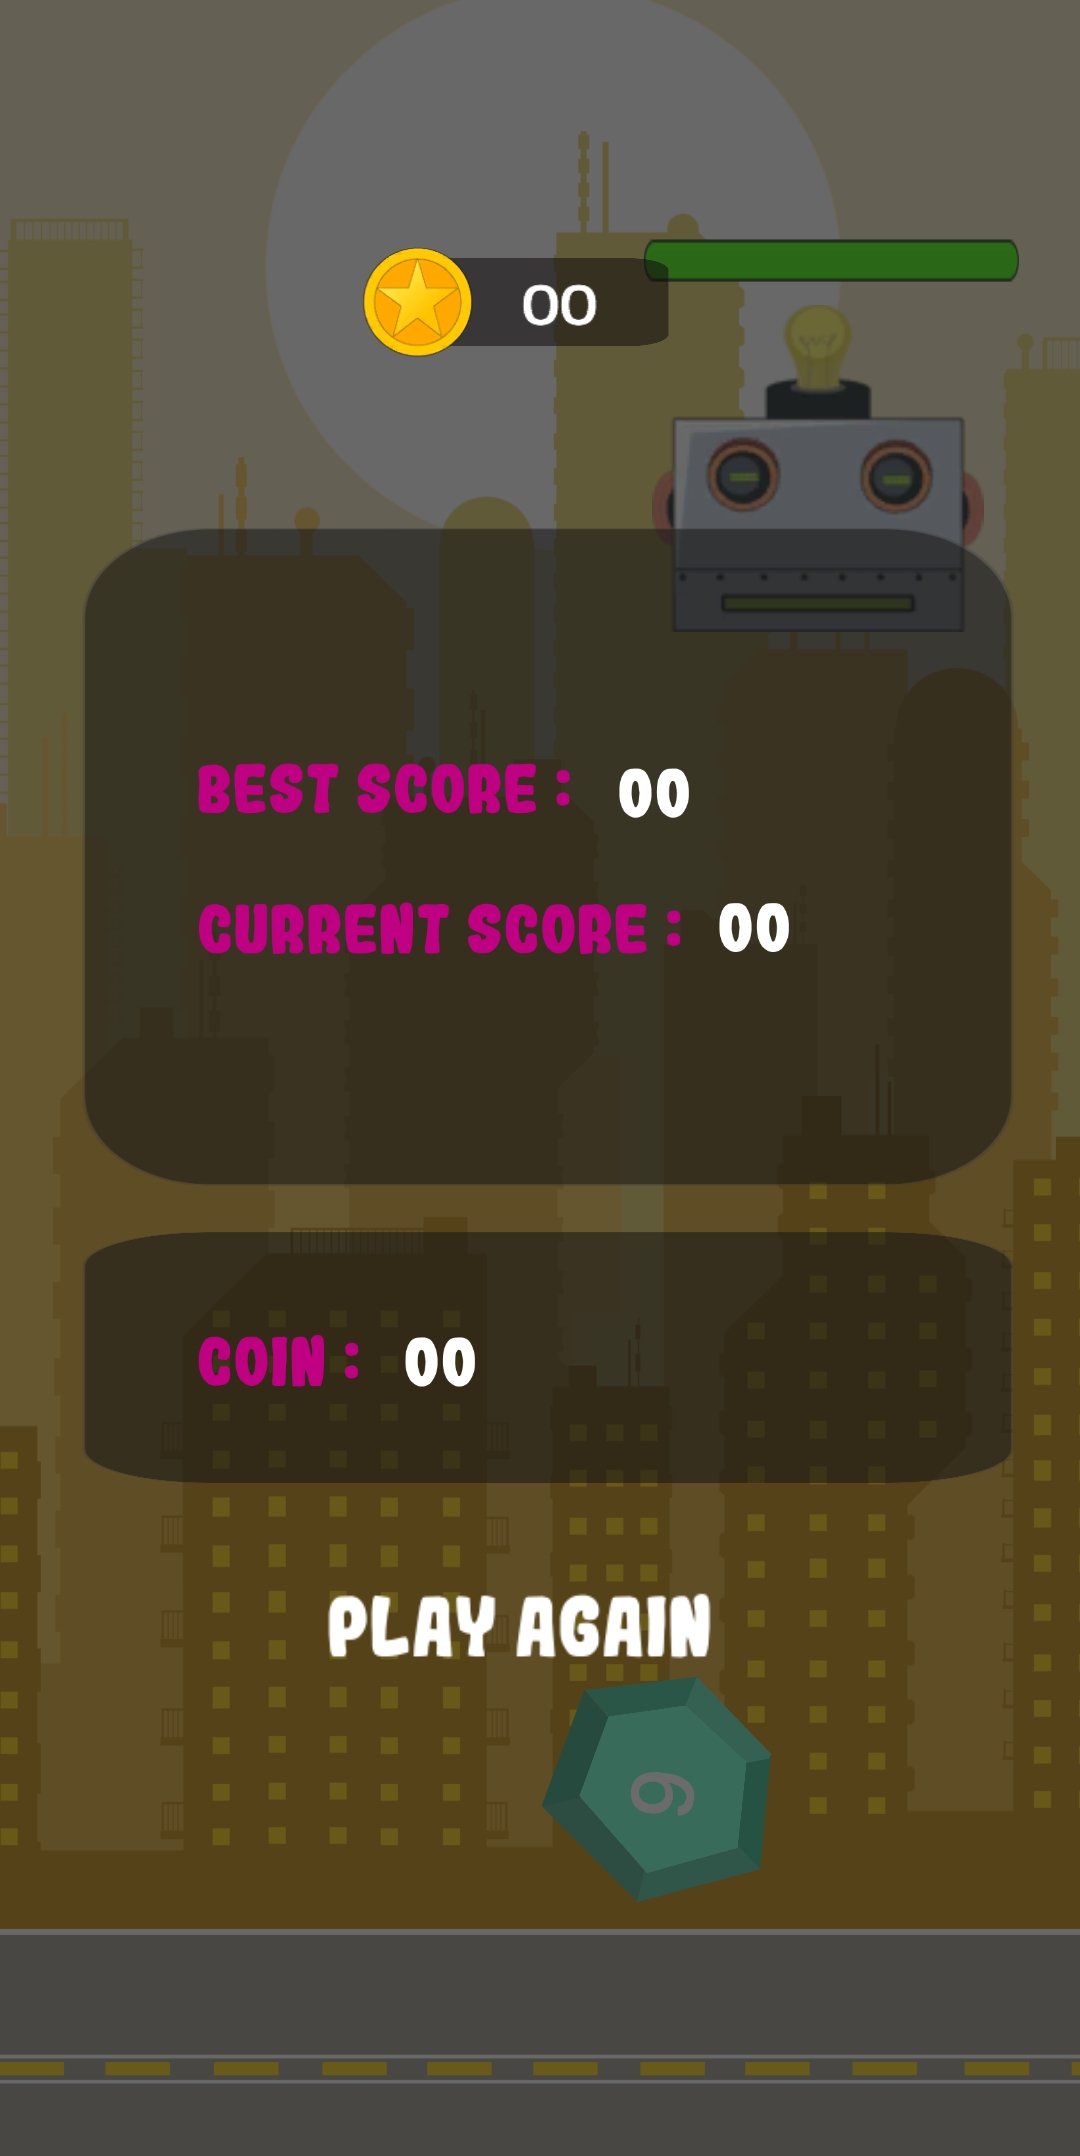 00
BEST SCORE : 00
CURRENT SCORE : 00
COIN : 00
PLAY AGAIN
9